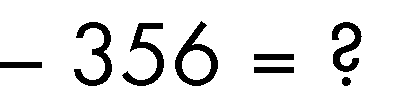 – 356 = ?